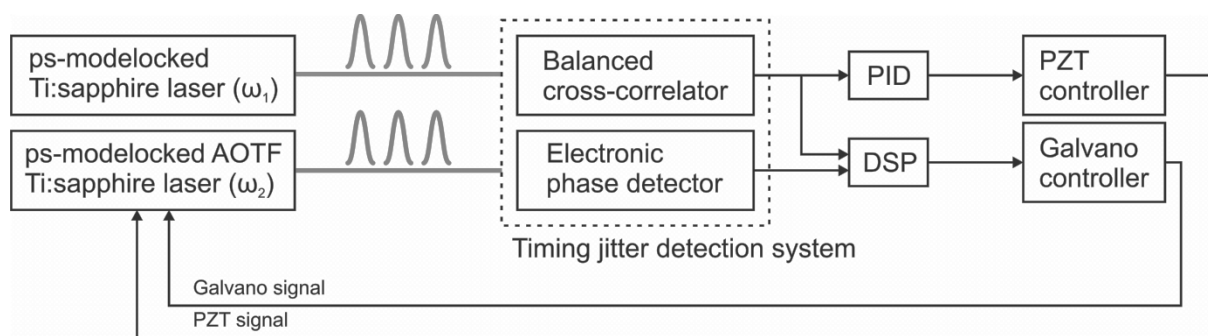 ps-modelocked
Ti:sapphire laser (ω₁)
Balanced
cross-correlator
PID
PZT
controller
ps-modelocked AOTF
Ti:sapphire laser (ω₂)
Electronic
phase detector
DSP
Galvano
controller
Timing jitter detection system
Galvano signal
PZT signal